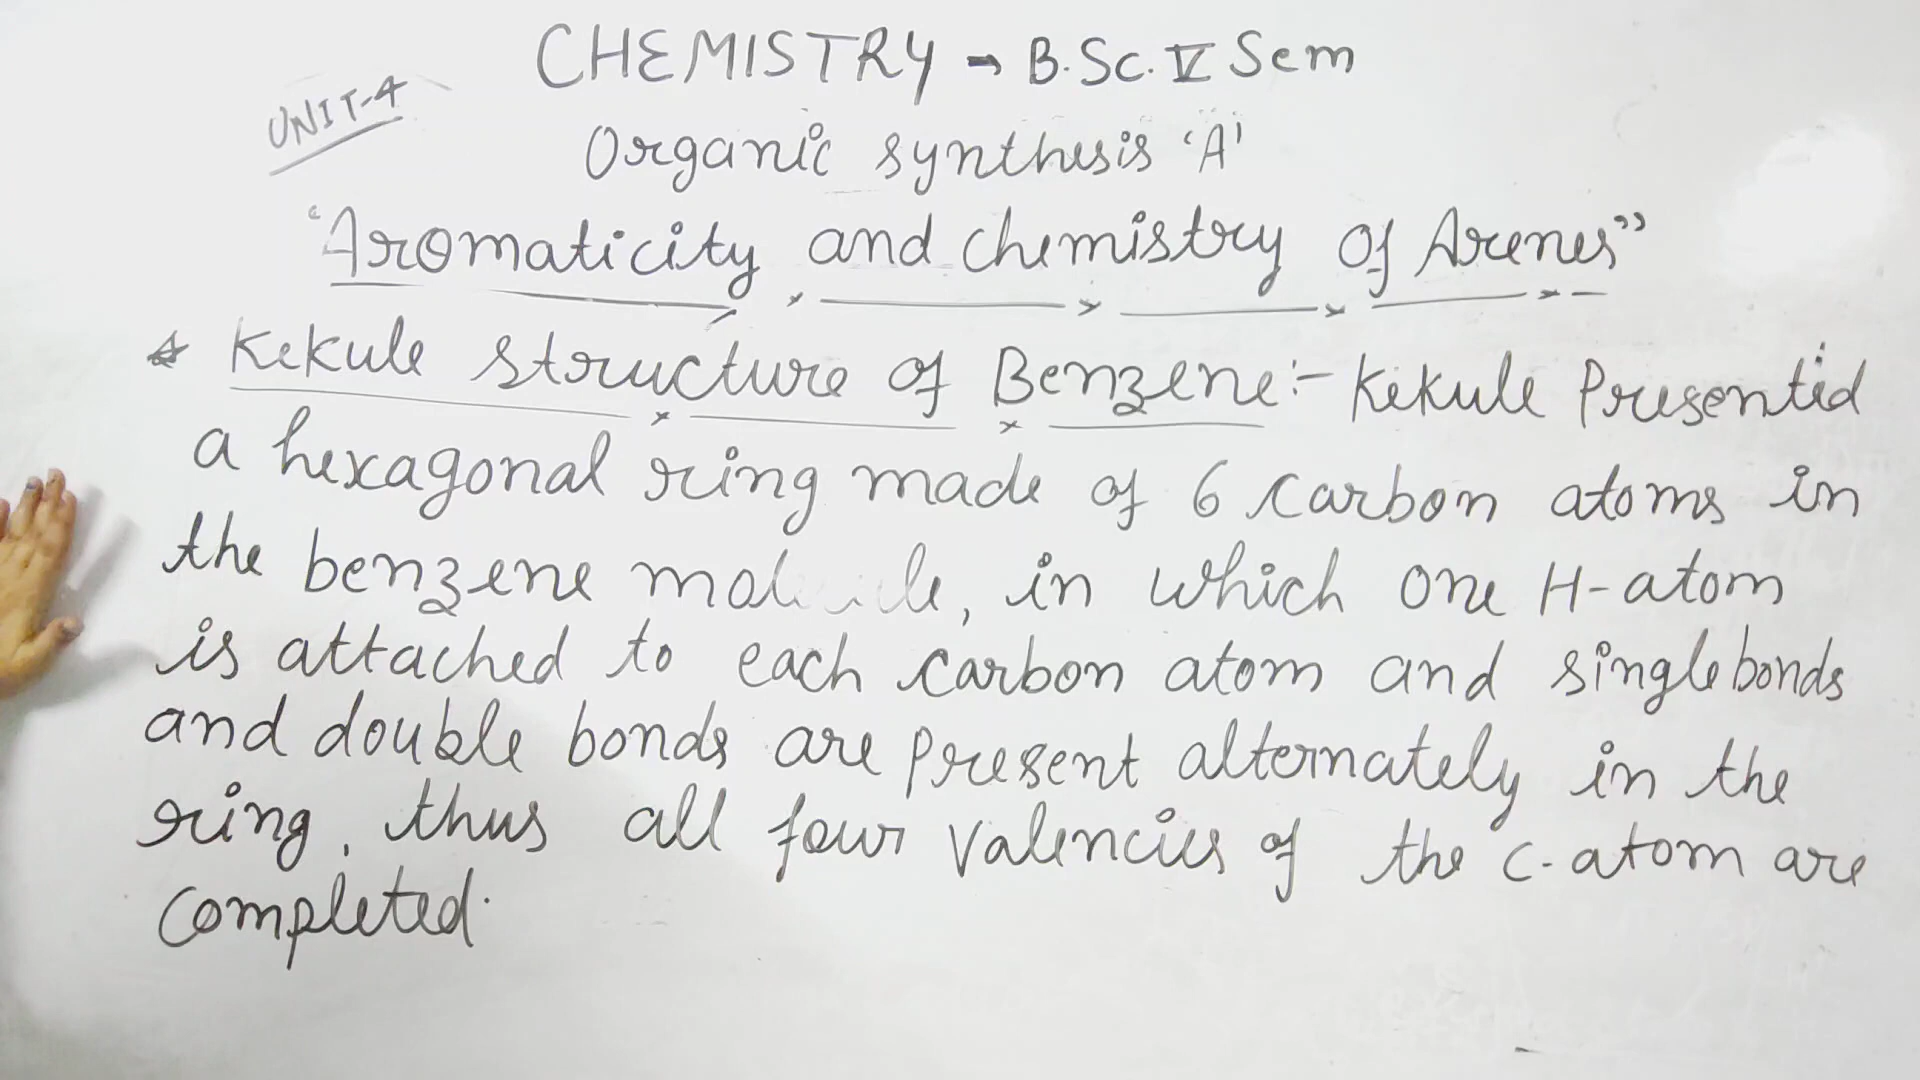 CHEMISTRY → B.Sc. V Sem
UNIT-4
Organic synthesis 'A'
"Aromaticity and chemistry of Arenes"
* Kekule structure of Benzene:- Kekule Presented
a hexagonal ring made of 6 carbon atoms in
the benzene molecule, in which one H-atom
is attached to each carbon atom and single bonds
and double bonds are present alternately in the
ring, thus all four valencies of the C-atom are
completed.